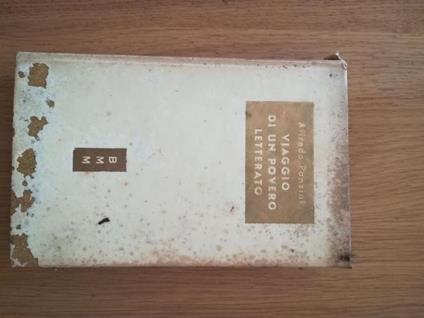 Alfredo Panzini
VIAGGIO
DI UN POVERO
LETTERATO
B
M
M